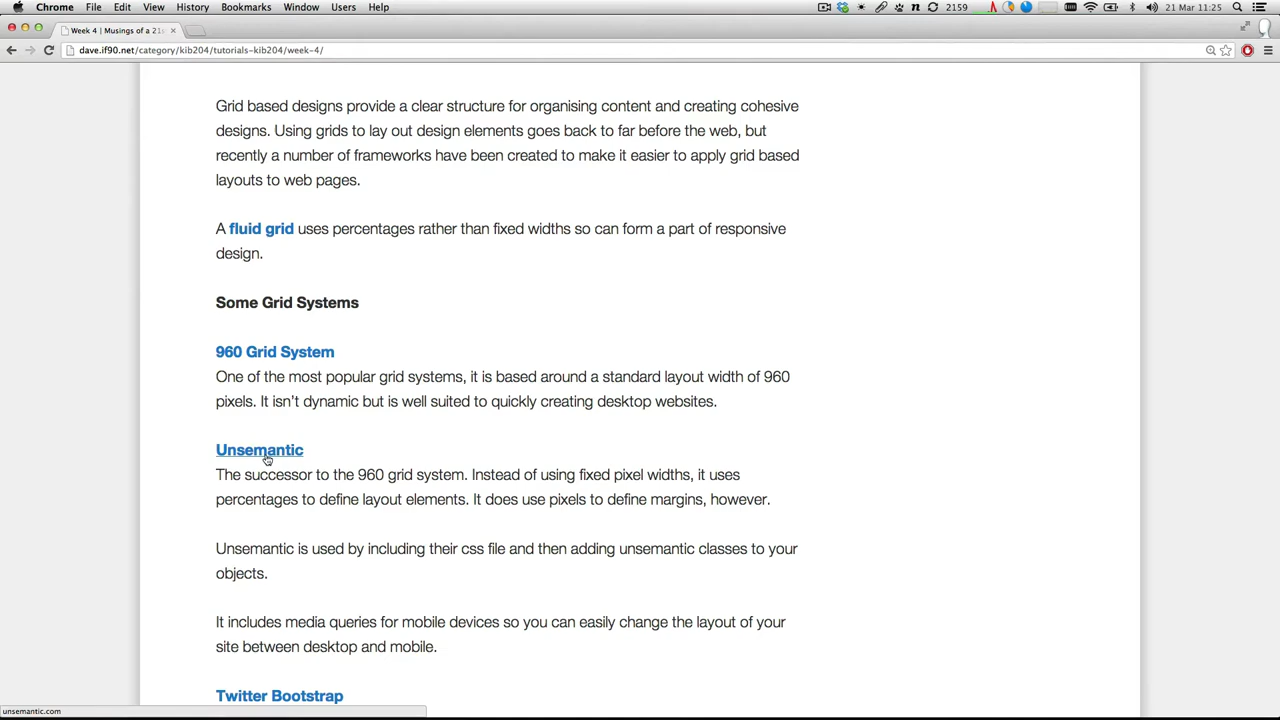 Chrome File Edit View History Bookmarks Window Users Help 2159 21 Mar 11:25
Week 4 | Musings of a 21s
dave.if90.net/category/kib204/tutorials-kib204/week-4/
Grid based designs provide a clear structure for organising content and creating cohesive
designs. Using grids to lay out design elements goes back to far before the web, but
recently a number of frameworks have been created to make it easier to apply grid based
layouts to web pages.
A fluid grid uses percentages rather than fixed widths so can form a part of responsive
design.
Some Grid Systems
960 Grid System
One of the most popular grid systems, it is based around a standard layout width of 960
pixels. It isn't dynamic but is well suited to quickly creating desktop websites.
Unsemantic
The successor to the 960 grid system. Instead of using fixed pixel widths, it uses
percentages to define layout elements. It does use pixels to define margins, however.
Unsemantic is used by including their css file and then adding unsemantic classes to your
objects.
It includes media queries for mobile devices so you can easily change the layout of your
site between desktop and mobile.
Twitter Bootstrap
unsemantic.com